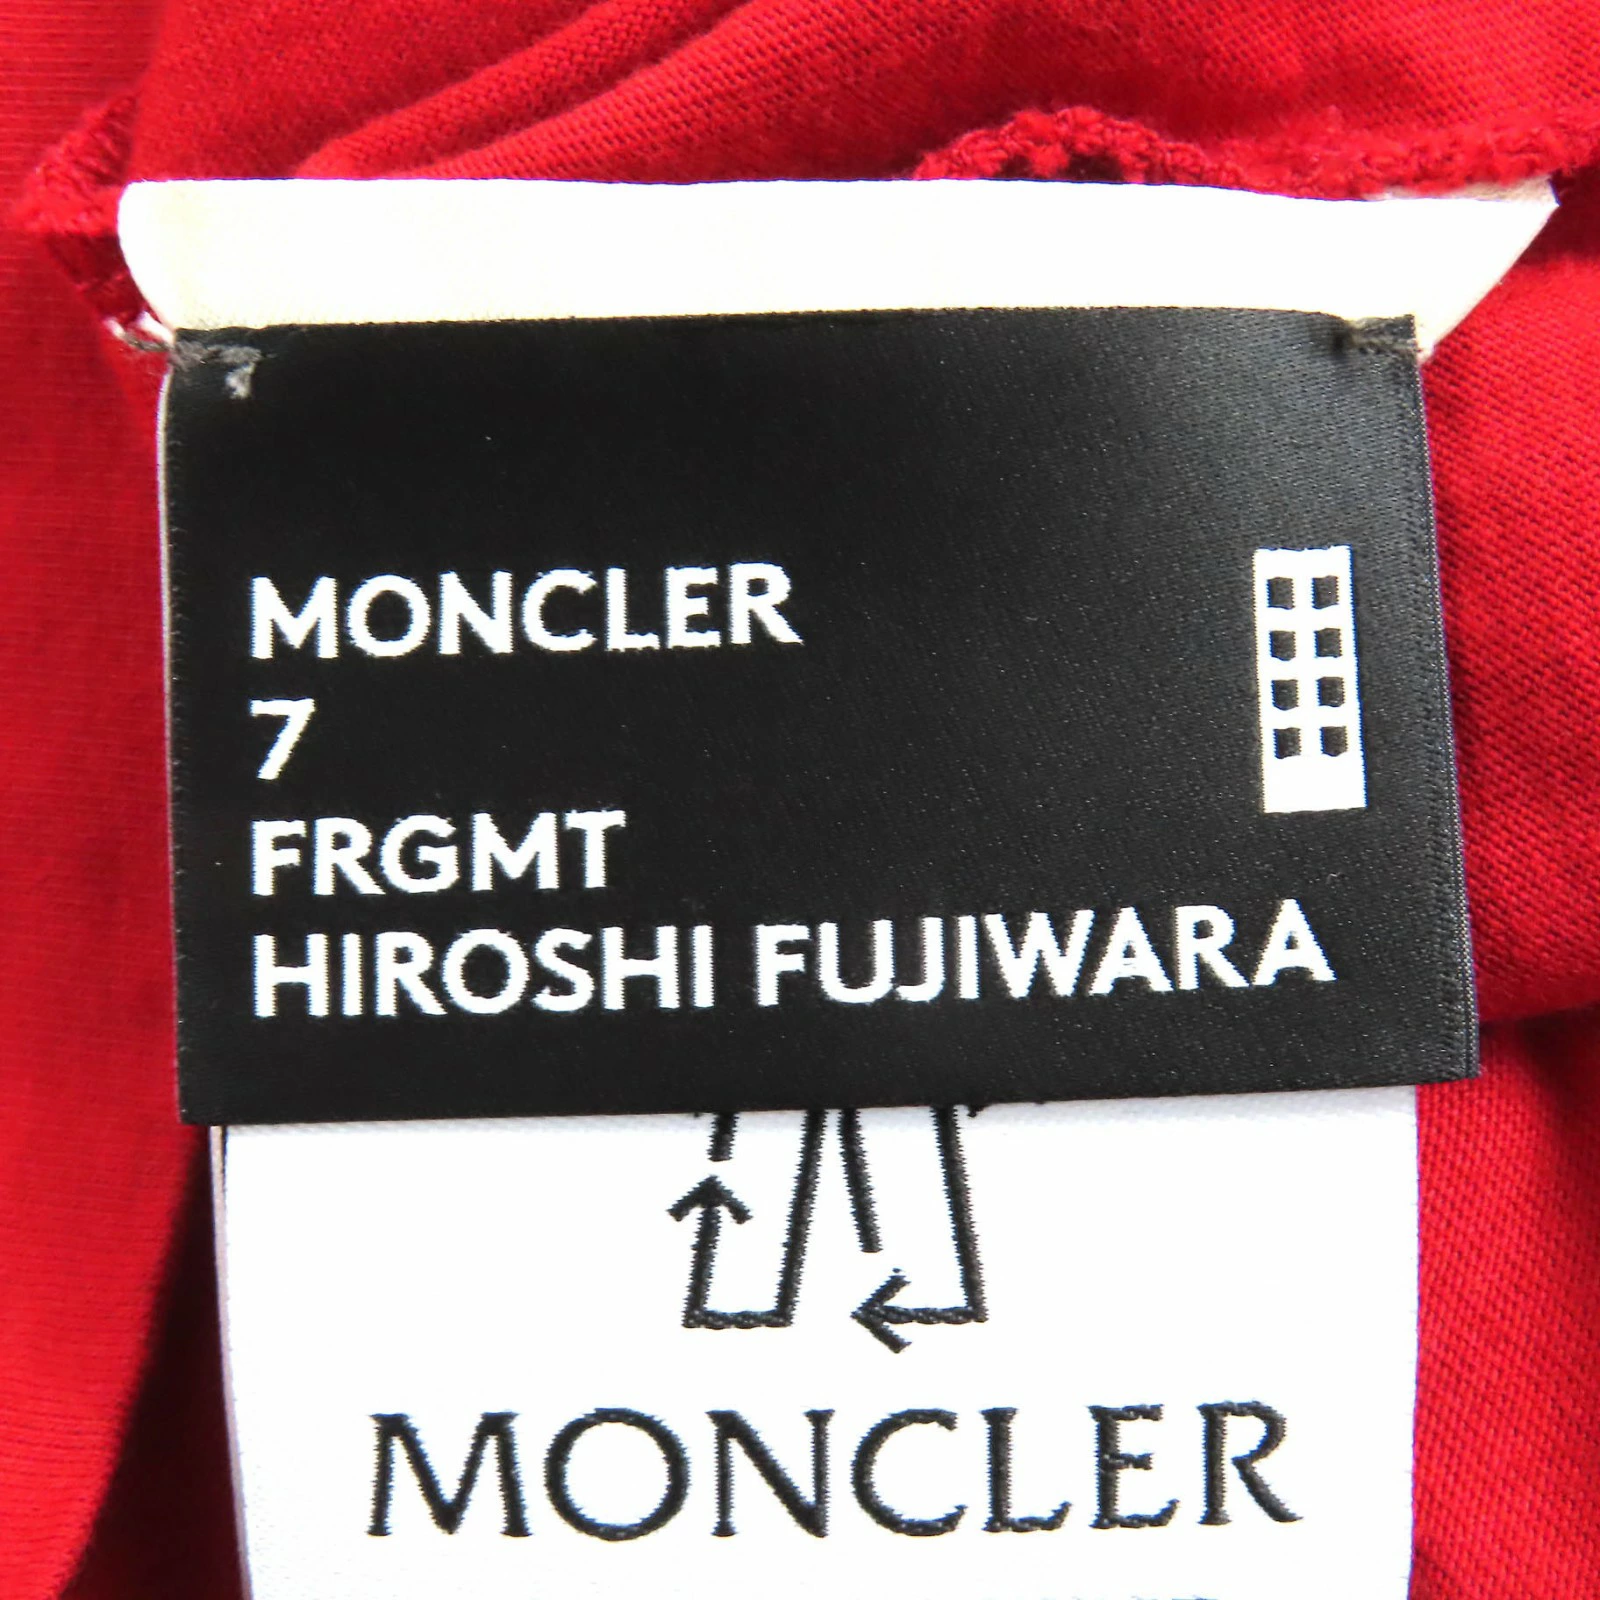 MONCLER
7
FRGMT
HIROSHI FUJIWARA
MONCLER